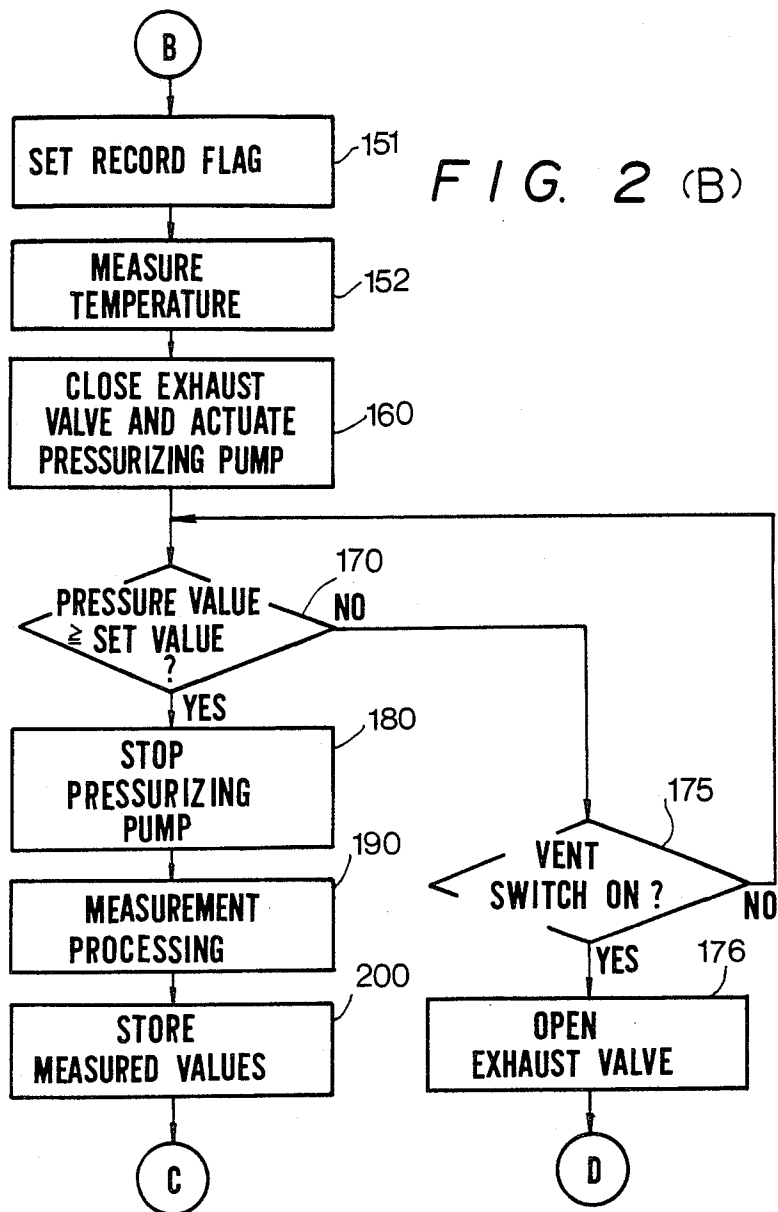 B
SET RECORD FLAG
151
FIG. 2 (B)
MEASURE
TEMPERATURE
152
CLOSE EXHAUST
VALVE AND ACTUATE
PRESSURIZING PUMP
160
170
PRESSURE VALUE
≧ SET VALUE
?
NO
YES
180
STOP
PRESSURIZING
PUMP
175
VENT
SWITCH ON ?
NO
YES
190
MEASUREMENT
PROCESSING
176
OPEN
EXHAUST VALVE
200
STORE
MEASURED VALUES
C
D